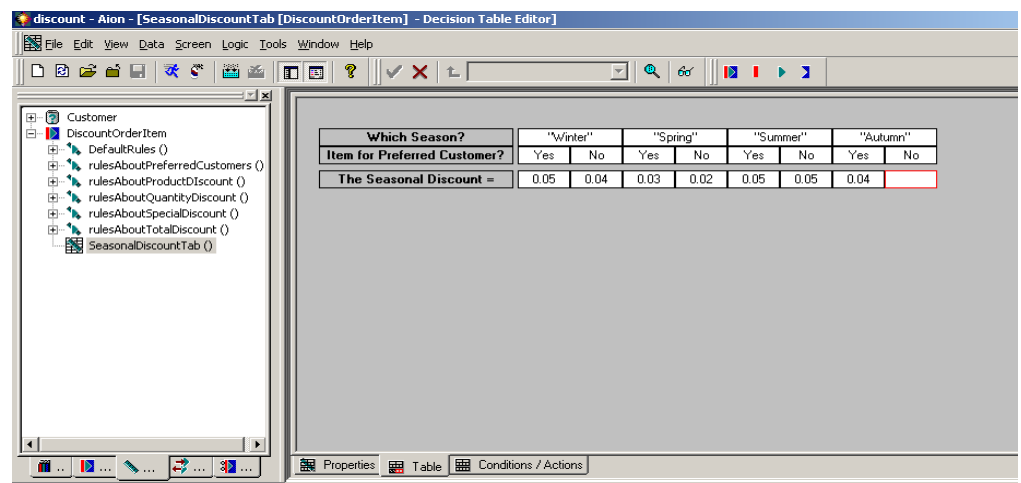 discount - Aion - [SeasonalDiscountTab [DiscountOrderItem] - Decision Table Editor]
File Edit View Data Screen Logic Tools Window Help
Customer
DiscountOrderItem
DefaultRules ()
rulesAboutPreferredCustomers ()
rulesAboutProductDIscount ()
rulesAboutQuantityDiscount ()
rulesAboutSpecialDiscount ()
rulesAboutTotalDiscount ()
SeasonalDiscountTab ()
Which Season? "Winter" "Spring" "Summer" "Autumn"
Item for Preferred Customer? Yes No Yes No Yes No Yes No
The Seasonal Discount = 0.05 0.04 0.03 0.02 0.05 0.05 0.04
Properties Table Conditions / Actions